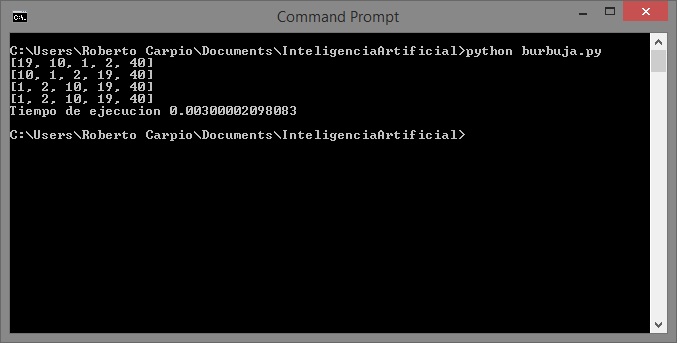 Command Prompt
C:\Users\Roberto Carpio\Documents\InteligenciaArtificial>python burbuja.py
[19, 10, 1, 2, 40]
[10, 1, 2, 19, 40]
[1, 2, 10, 19, 40]
[1, 2, 10, 19, 40]
Tiempo de ejecucion 0.00300002098083
C:\Users\Roberto Carpio\Documents\InteligenciaArtificial>